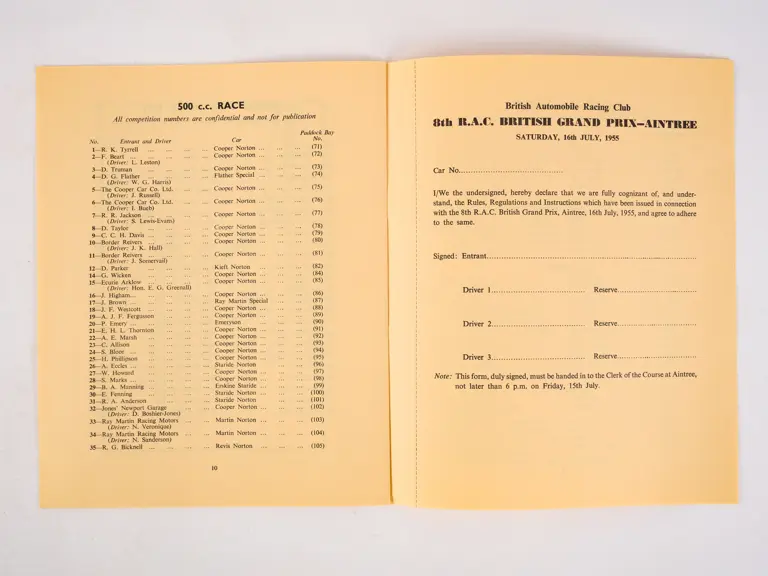 500 c.c. RACE
All competition numbers are confidential and not for publication
Paddock Bay
No. Entrant and Driver Car No.
1—R. K. Tyrrell ... ... ... ... Cooper Norton ... ... ... (71)
2—F. Beart ... ... ... ... Cooper Norton ... ... ... (72)
(Driver: L. Leston)
3—D. Truman ... ... ... ... Cooper Norton ... ... ... (73)
4—D. G. Flather ... ... ... Flather Special ... ... ... (74)
(Driver: W. G. Harris)
5—The Cooper Car Co. Ltd. ... ... Cooper Norton ... ... ... (75)
(Driver: J. Russell)
6—The Cooper Car Co. Ltd. ... ... Cooper Norton ... ... ... (76)
(Driver: I. Bueb)
7—R. R. Jackson ... ... ... Cooper Norton ... ... ... (77)
(Driver: S. Lewis-Evans)
8—D. Taylor ... ... ... ... Cooper Norton ... ... ... (78)
9—C. C. H. Davis ... ... ... Cooper Norton ... ... ... (79)
10—Border Reivers ... ... ... Cooper Norton ... ... ... (80)
(Driver: J. K. Hall)
11—Border Reivers ... ... ... Cooper Norton ... ... ... (81)
(Driver: J. Somervail)
12—D. Parker ... ... ... ... Kieft Norton ... ... ... (82)
14—G. Wicken ... ... ... ... Cooper Norton ... ... ... (84)
15—Ecurie Arklow ... ... ... Cooper Norton ... ... ... (85)
(Driver: Hon. E. G. Greenall)
16—J. Higham... ... ... ... Cooper Norton ... ... ... (86)
17—J. Brown ... ... ... ... Ray Martin Special ... ... (87)
18—J. F. Westcott ... ... ... Cooper Norton ... ... ... (88)
19—A. J. F. Fergusson ... ... ... Cooper Norton ... ... ... (89)
20—P. Emery ... ... ... ... Emeryson ... ... ... (90)
21—E. H. L. Thornton ... ... ... Cooper Norton ... ... ... (91)
22—A. E. Marsh ... ... ... Cooper Norton ... ... ... (92)
23—C. Allison ... ... ... ... Cooper Norton ... ... ... (93)
24—S. Bloor ... ... ... ... Cooper Norton ... ... ... (94)
25—H. Phillipson ... ... ... Cooper Norton ... ... ... (95)
26—A. Eccles ... ... ... ... Staride Norton ... ... ... (96)
27—W. Howard ... ... ... ... Cooper Norton ... ... ... (97)
28—S. Marks ... ... ... ... Cooper Norton ... ... ... (98)
29—B. A. Manning ... ... ... Erskine Staride ... ... ... (99)
30—E. Fenning ... ... ... ... Staride Norton ... ... ... (100)
31—R. A. Anderson ... ... ... Staride Norton ... ... ... (101)
32—Jones' Newport Garage ... ... Cooper Norton ... ... ... (102)
(Driver: D. Boshier-Jones)
33—Ray Martin Racing Motors ... ... Martin Norton ... ... ... (103)
(Driver: N. Veronique)
34—Ray Martin Racing Motors ... ... Martin Norton ... ... ... (104)
(Driver: N. Sanderson)
35—R. G. Bicknell ... ... ... Revis Norton ... ... ... (105)
10
British Automobile Racing Club
8th R.A.C. BRITISH GRAND PRIX—AINTREE
SATURDAY, 16th JULY, 1955
Car No.
I/We the undersigned, hereby declare that we are fully cognizant of, and under-
stand, the Rules, Regulations and Instructions which have been issued in connection
with the 8th R.A.C. British Grand Prix, Aintree, 16th July, 1955, and agree to adhere
to the same.
Signed: Entrant
Driver 1 Reserve
Driver 2 Reserve
Driver 3 Reserve
Note: This form, duly signed, must be handed in to the Clerk of the Course at Aintree,
not later than 6 p.m. on Friday, 15th July.